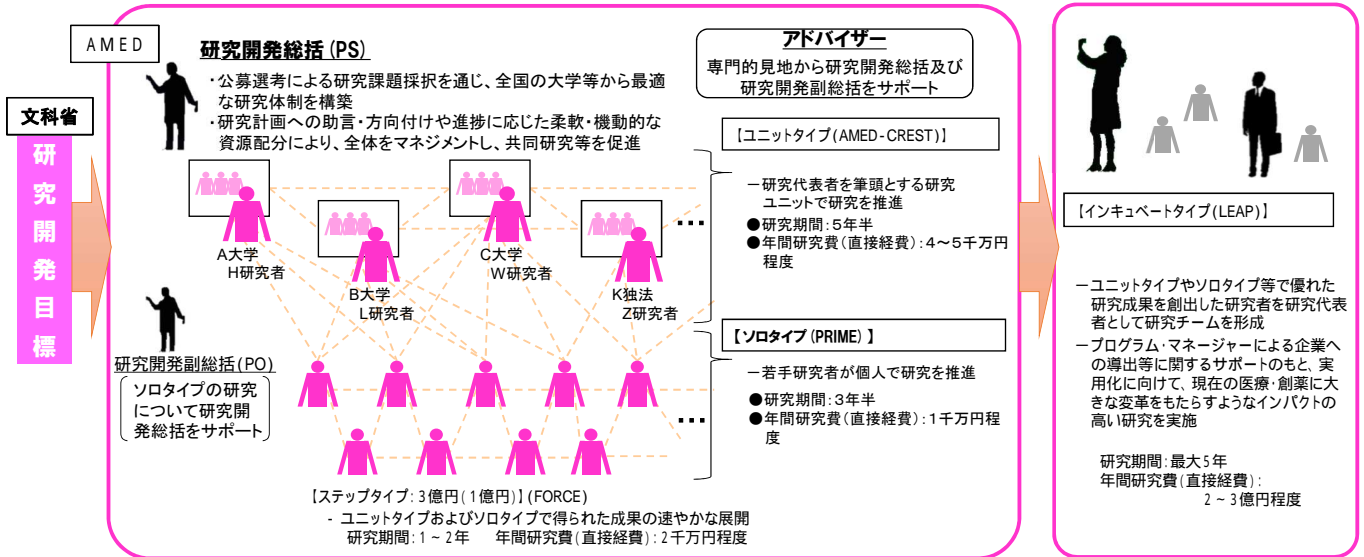 AMED
文科省
研究開発目標
研究開発総括(PS)
・公募選考による研究課題採択を通じ、全国の大学等から最適
な研究体制を構築
・研究計画への助言・方向付けや進捗に応じた柔軟・機動的な
資源配分により、全体をマネジメントし、共同研究等を促進
アドバイザー
専門的見地から研究開発総括及び
研究開発副総括をサポート
A大学
H研究者
B大学
L研究者
C大学
W研究者
K独法
Z研究者
…
【ユニットタイプ(AMED-CREST)】
－研究代表者を筆頭とする研究
ユニットで研究を推進
●研究期間：5年半
●年間研究費(直接経費)：4～5千万円
程度
研究開発副総括(PO)
ソロタイプの研究
について研究開
発総括をサポート
…
【ソロタイプ(PRIME)】
－若手研究者が個人で研究を推進
●研究期間：3年半
●年間研究費(直接経費)：1千万円程
度
【ステップタイプ：3億円(1億円)】(FORCE)
- ユニットタイプおよびソロタイプで得られた成果の速やかな展開
研究期間：1～2年　年間研究費(直接経費)：2千万円程度
【インキュベートタイプ(LEAP)】
－ユニットタイプやソロタイプ等で優れた
研究成果を創出した研究者を研究代表
者として研究チームを形成
－プログラム・マネージャーによる企業へ
の導出等に関するサポートのもと、実
用化に向けて、現在の医療・創薬に大
きな変革をもたらすようなインパクトの
高い研究を実施
研究期間：最大5年
年間研究費(直接経費)：
2～3億円程度